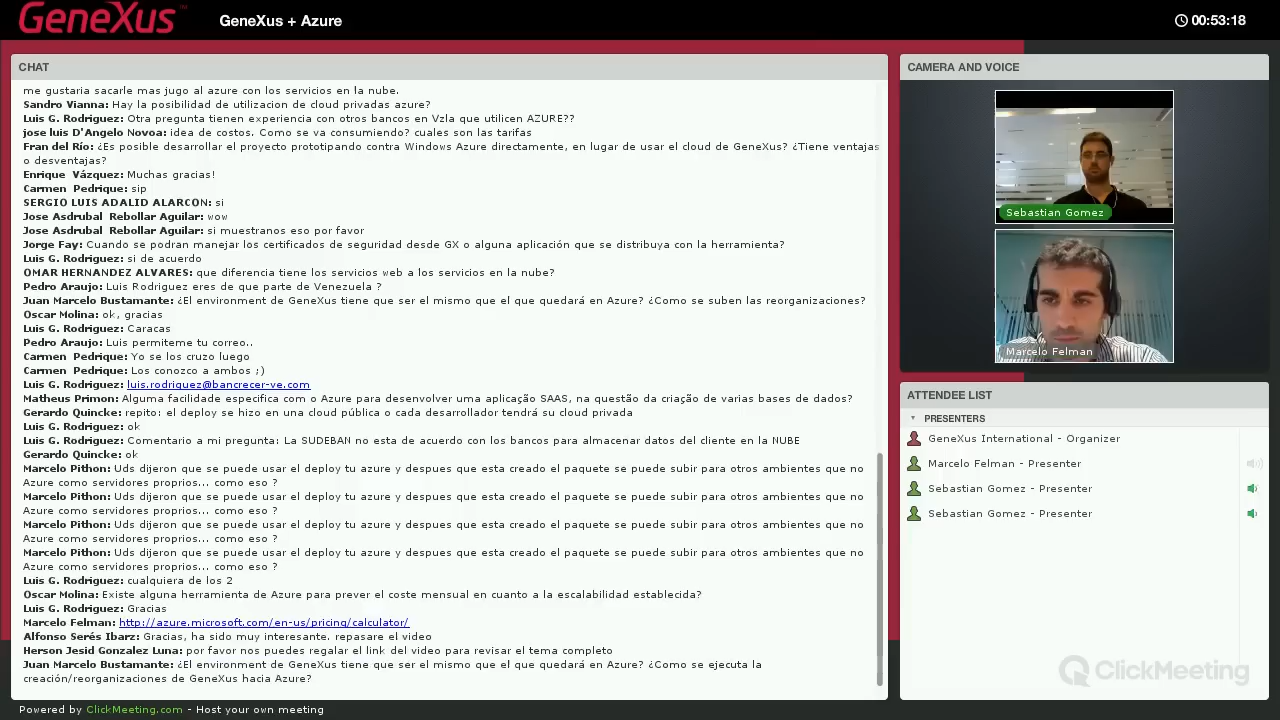 GeneXus™
GeneXus + Azure
00:53:18
CHAT
me gustaria sacarle mas jugo al azure con los servicios en la nube.
Sandro Vianna: Hay la posibilidad de utilizacion de cloud privadas azure?
Luis G. Rodriguez: Otra pregunta tienen experiencia con otros bancos en Vzla que utilicen AZURE??
jose luis D'Angelo Novoa: idea de costos. Como se va consumiendo? cuales son las tarifas
Fran del Río: ¿Es posible desarrollar el proyecto prototipando contra Windows Azure directamente, en lugar de usar el cloud de GeneXus? ¿Tiene ventajas
o desventajas?
Enrique Vázquez: Muchas gracias!
Carmen Pedrique: sip
SERGIO LUIS ADALID ALARCON: si
Jose Asdrubal Rebollar Aguilar: wow
Jose Asdrubal Rebollar Aguilar: si muestranos eso por favor
Jorge Fay: Cuando se podran manejar los certificados de seguridad desde GX o alguna aplicación que se distribuya con la herramienta?
Luis G. Rodriguez: si de acuerdo
OMAR HERNANDEZ ALVARES: que diferencia tiene los servicios web a los servicios en la nube?
Pedro Araujo: Luis Rodriguez eres de que parte de Venezuela ?
Juan Marcelo Bustamante: ¿El environment de GeneXus tiene que ser el mismo que el que quedará en Azure? ¿Como se suben las reorganizaciones?
Oscar Molina: ok, gracias
Luis G. Rodriguez: Caracas
Pedro Araujo: Luis permiteme tu correo..
Carmen Pedrique: Yo se los cruzo luego
Carmen Pedrique: Los conozco a ambos ;)
Luis G. Rodriguez: luis.rodriguez@bancrecer-ve.com
Matheus Primon: Alguma facilidade especifica com o Azure para desenvolver uma aplicação SAAS, na questão da criação de varias bases de dados?
Gerardo Quincke: repito: el deploy se hizo en una cloud pública o cada desarrollador tendrá su cloud privada
Luis G. Rodriguez: ok
Luis G. Rodriguez: Comentario a mi pregunta: La SUDEBAN no esta de acuerdo con los bancos para almacenar datos del cliente en la NUBE
Gerardo Quincke: ok
Marcelo Pithon: Uds dijeron que se puede usar el deploy tu azure y despues que esta creado el paquete se puede subir para otros ambientes que no
Azure como servidores proprios... como eso ?
Marcelo Pithon: Uds dijeron que se puede usar el deploy tu azure y despues que esta creado el paquete se puede subir para otros ambientes que no
Azure como servidores proprios... como eso ?
Marcelo Pithon: Uds dijeron que se puede usar el deploy tu azure y despues que esta creado el paquete se puede subir para otros ambientes que no
Azure como servidores proprios... como eso ?
Marcelo Pithon: Uds dijeron que se puede usar el deploy tu azure y despues que esta creado el paquete se puede subir para otros ambientes que no
Azure como servidores proprios... como eso ?
Luis G. Rodriguez: cualquiera de los 2
Oscar Molina: Existe alguna herramienta de Azure para prever el coste mensual en cuanto a la escalabilidad establecida?
Luis G. Rodriguez: Gracias
Marcelo Felman: http://azure.microsoft.com/en-us/pricing/calculator/
Alfonso Serés Ibarz: Gracias, ha sido muy interesante. repasare el video
Herson Jesid Gonzalez Luna: por favor nos puedes regalar el link del video para revisar el tema completo
Juan Marcelo Bustamante: ¿El environment de GeneXus tiene que ser el mismo que el que quedará en Azure? ¿Como se ejecuta la
creación/reorganizaciones de GeneXus hacia Azure?
CAMERA AND VOICE
Sebastian Gomez
Marcelo Felman
ATTENDEE LIST
PRESENTERS
GeneXus International - Organizer
Marcelo Felman - Presenter
Sebastian Gomez - Presenter
Sebastian Gomez - Presenter
ClickMeeting
Powered by ClickMeeting.com - Host your own meeting